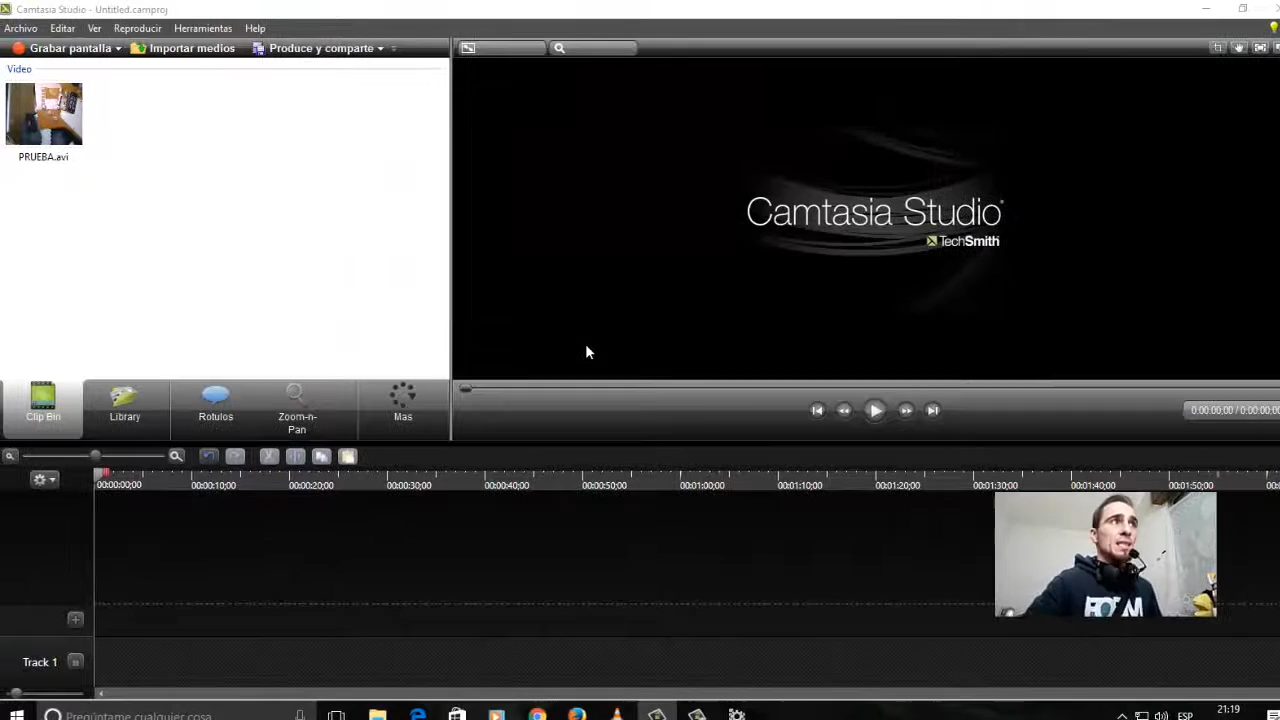 Camtasia Studio - Untitled.camproj
Archivo Editar Ver Reproducir Herramientas Help
Grabar pantalla Importar medios Produce y comparte
Video
PRUEBA.avi
Camtasia Studio
TechSmith
Clip Bin
Library
Rotulos
Zoom-n-
Pan
Mas
0:00:00;00 / 0:00:00;00
00:00:00;00 00:00:10;00 00:00:20;00 00:00:30;00 00:00:40;00 00:00:50;00 00:01:00;00 00:01:10;00 00:01:20;00 00:01:30;00 00:01:40;00 00:01:50;00
Track 1
Pregúntame cualquier cosa
ESP
21:19